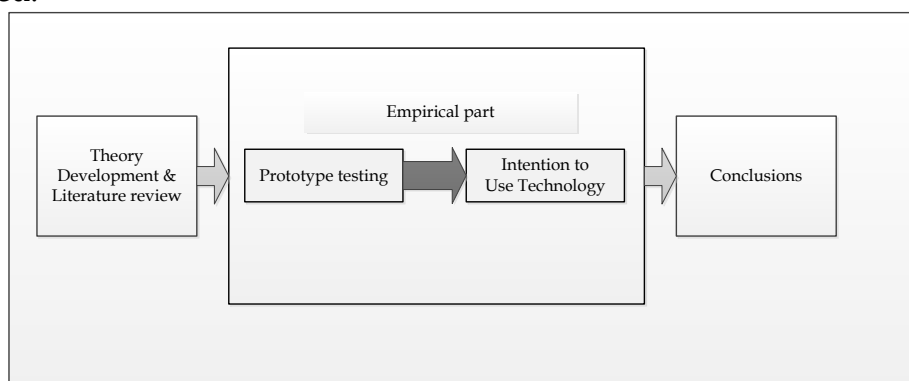 Empirical part
Theory
Development &
Literature review
Prototype testing
Intention to
Use Technology
Conclusions